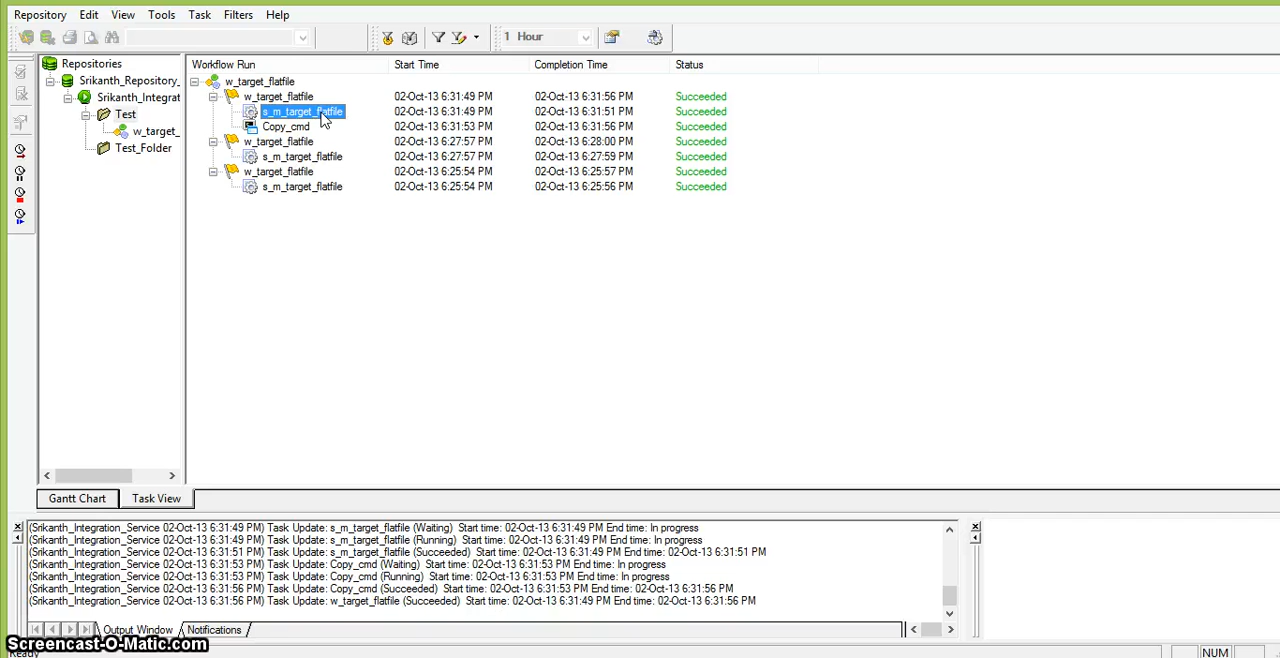 Repository Edit View Tools Task Filters Help
1 Hour
Repositories
Srikanth_Repository_
Srikanth_Integrat
Test
w_target_
Test_Folder
Workflow Run Start Time Completion Time Status
w_target_flatfile
w_target_flatfile 02-Oct-13 6:31:49 PM 02-Oct-13 6:31:56 PM Succeeded
s_m_target_flatfile 02-Oct-13 6:31:49 PM 02-Oct-13 6:31:51 PM Succeeded
Copy_cmd 02-Oct-13 6:31:53 PM 02-Oct-13 6:31:56 PM Succeeded
w_target_flatfile 02-Oct-13 6:27:57 PM 02-Oct-13 6:28:00 PM Succeeded
s_m_target_flatfile 02-Oct-13 6:27:57 PM 02-Oct-13 6:27:59 PM Succeeded
w_target_flatfile 02-Oct-13 6:25:54 PM 02-Oct-13 6:25:57 PM Succeeded
s_m_target_flatfile 02-Oct-13 6:25:54 PM 02-Oct-13 6:25:56 PM Succeeded
Gantt Chart Task View
(Srikanth_Integration_Service 02-Oct-13 6:31:49 PM) Task Update: s_m_target_flatfile (Waiting) Start time: 02-Oct-13 6:31:49 PM End time: In progress
(Srikanth_Integration_Service 02-Oct-13 6:31:49 PM) Task Update: s_m_target_flatfile (Running) Start time: 02-Oct-13 6:31:49 PM End time: In progress
(Srikanth_Integration_Service 02-Oct-13 6:31:51 PM) Task Update: s_m_target_flatfile (Succeeded) Start time: 02-Oct-13 6:31:49 PM End time: 02-Oct-13 6:31:51 PM
(Srikanth_Integration_Service 02-Oct-13 6:31:53 PM) Task Update: Copy_cmd (Waiting) Start time: 02-Oct-13 6:31:53 PM End time: In progress
(Srikanth_Integration_Service 02-Oct-13 6:31:53 PM) Task Update: Copy_cmd (Running) Start time: 02-Oct-13 6:31:53 PM End time: In progress
(Srikanth_Integration_Service 02-Oct-13 6:31:56 PM) Task Update: Copy_cmd (Succeeded) Start time: 02-Oct-13 6:31:53 PM End time: 02-Oct-13 6:31:56 PM
(Srikanth_Integration_Service 02-Oct-13 6:31:56 PM) Task Update: w_target_flatfile (Succeeded) Start time: 02-Oct-13 6:31:49 PM End time: 02-Oct-13 6:31:56 PM
Output Window Notifications
Screencast-O-Matic.com
Ready NUM